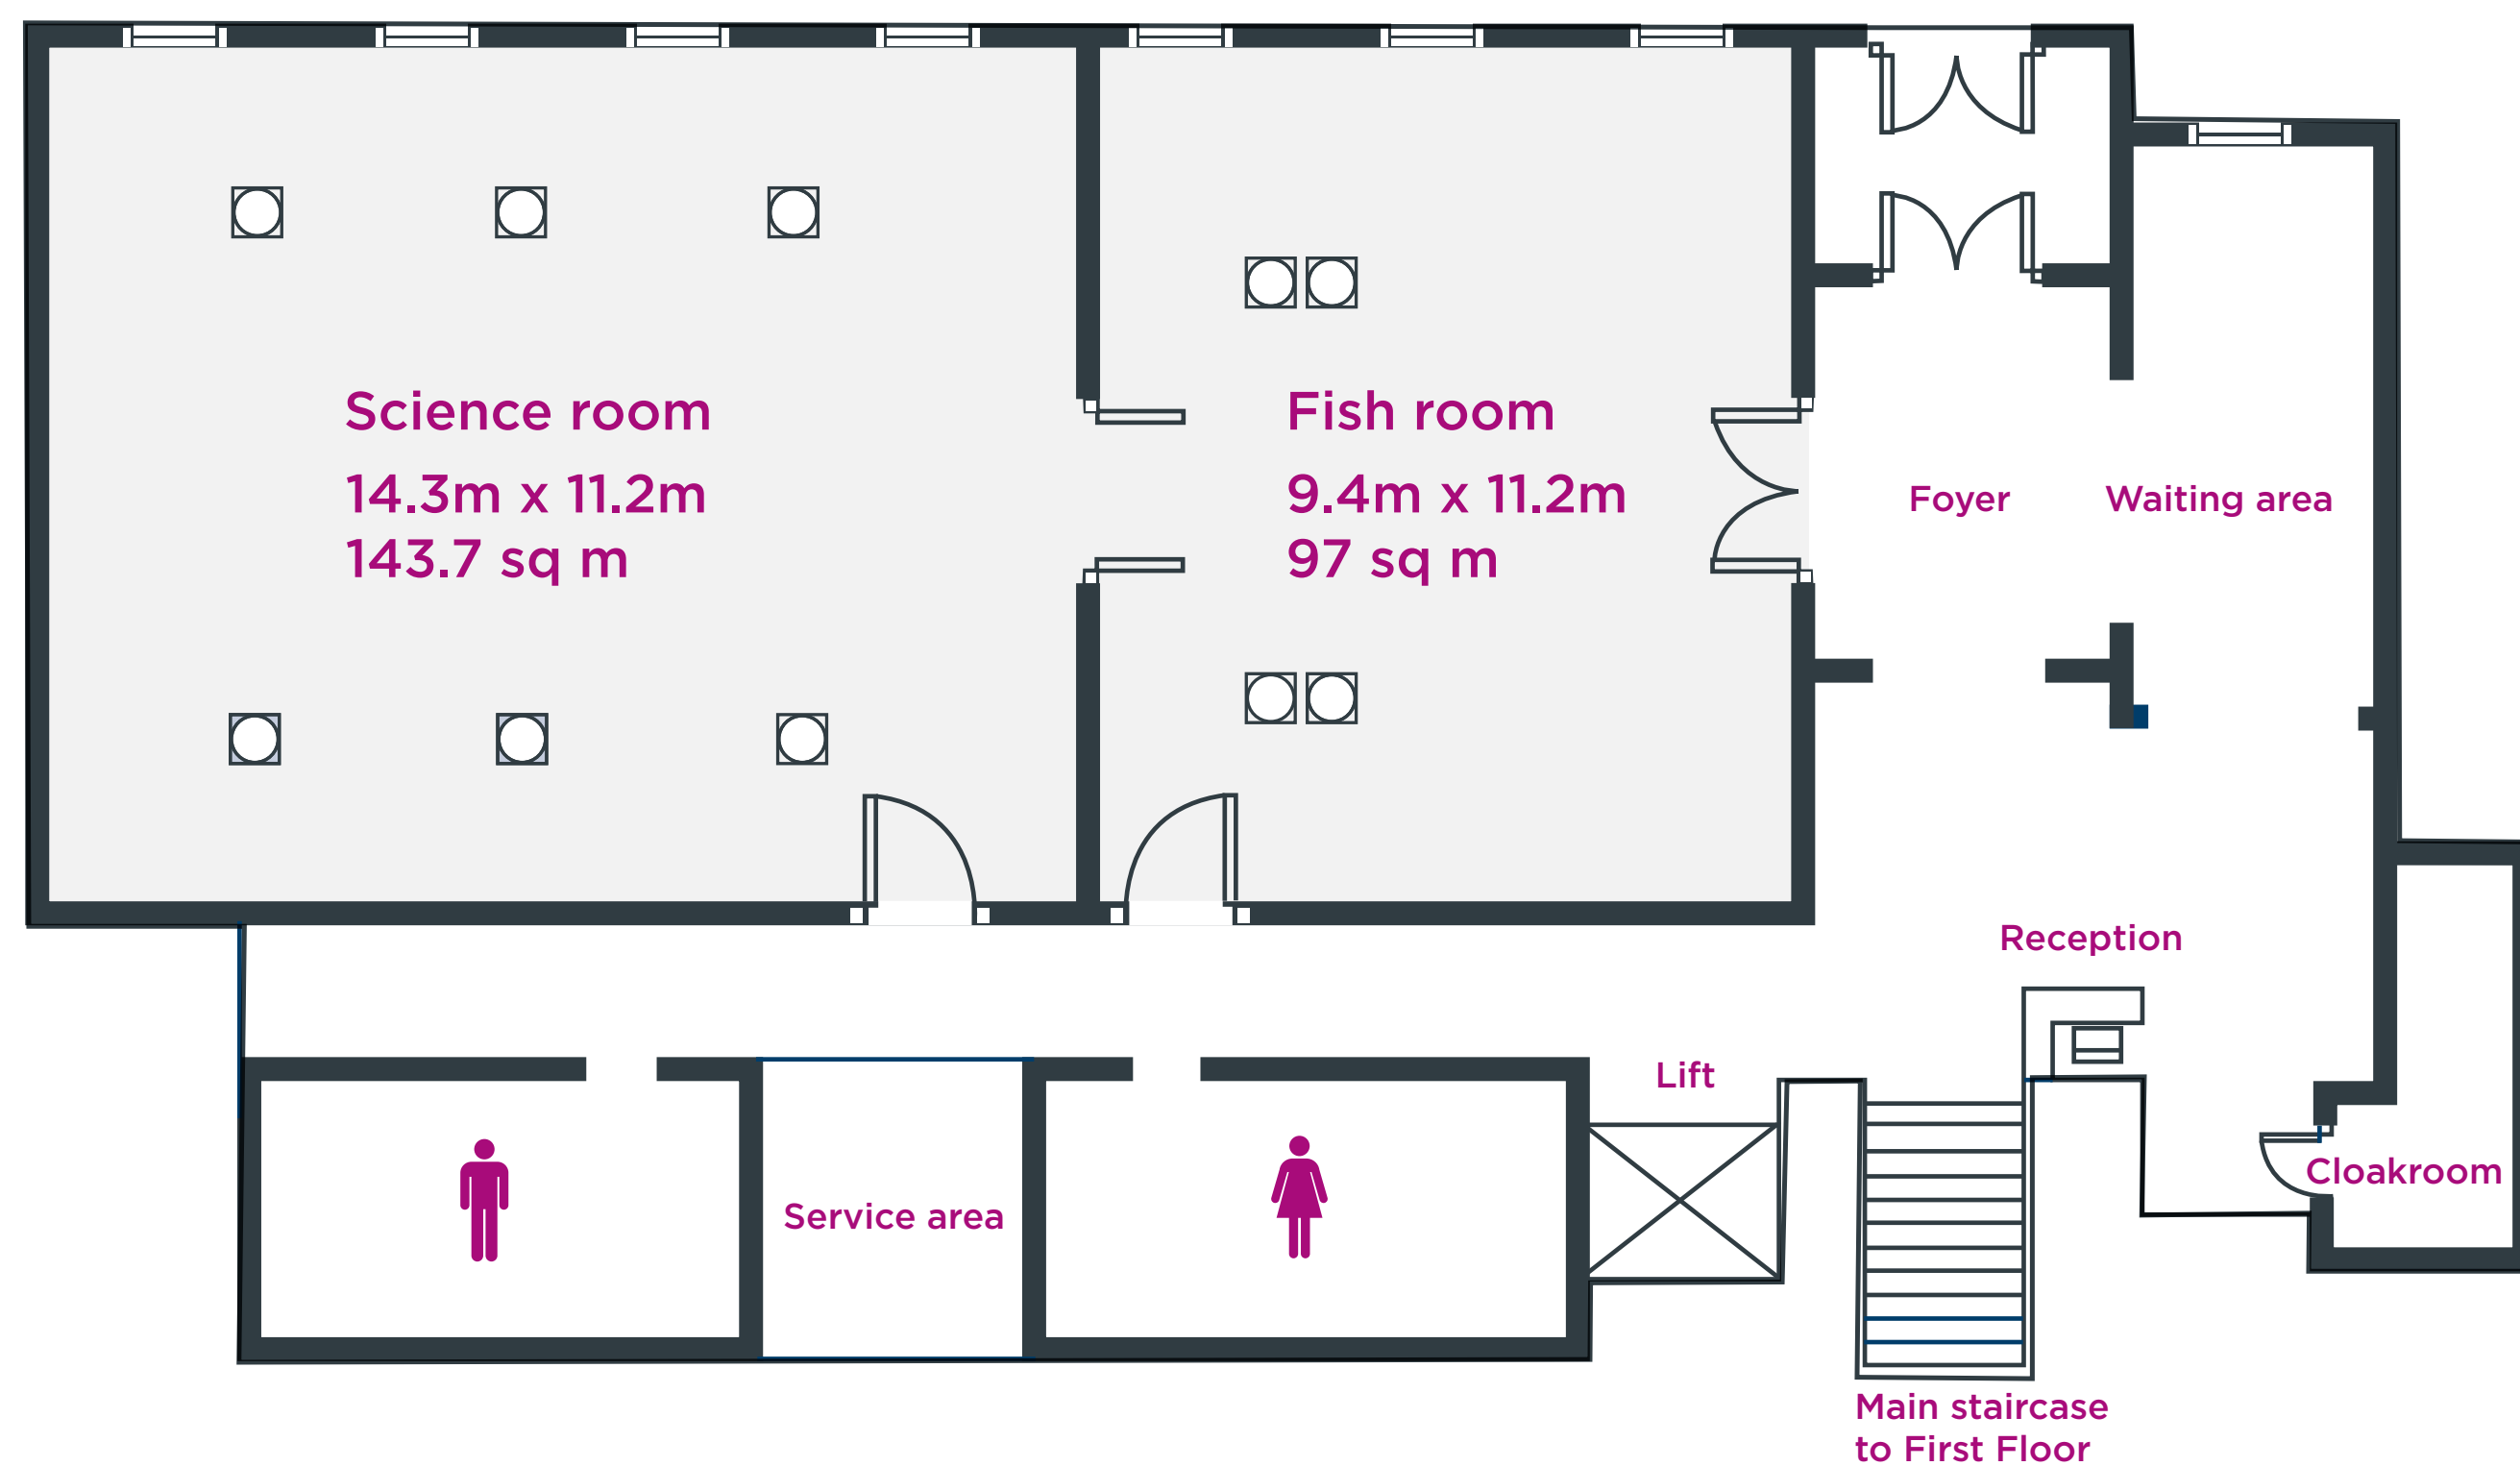 Science room
14.3m x 11.2m
143.7 sq m
Fish room
9.4m x 11.2m
97 sq m
Foyer
Waiting area
Reception
Lift
Cloakroom
Service area
Main staircase
to First Floor